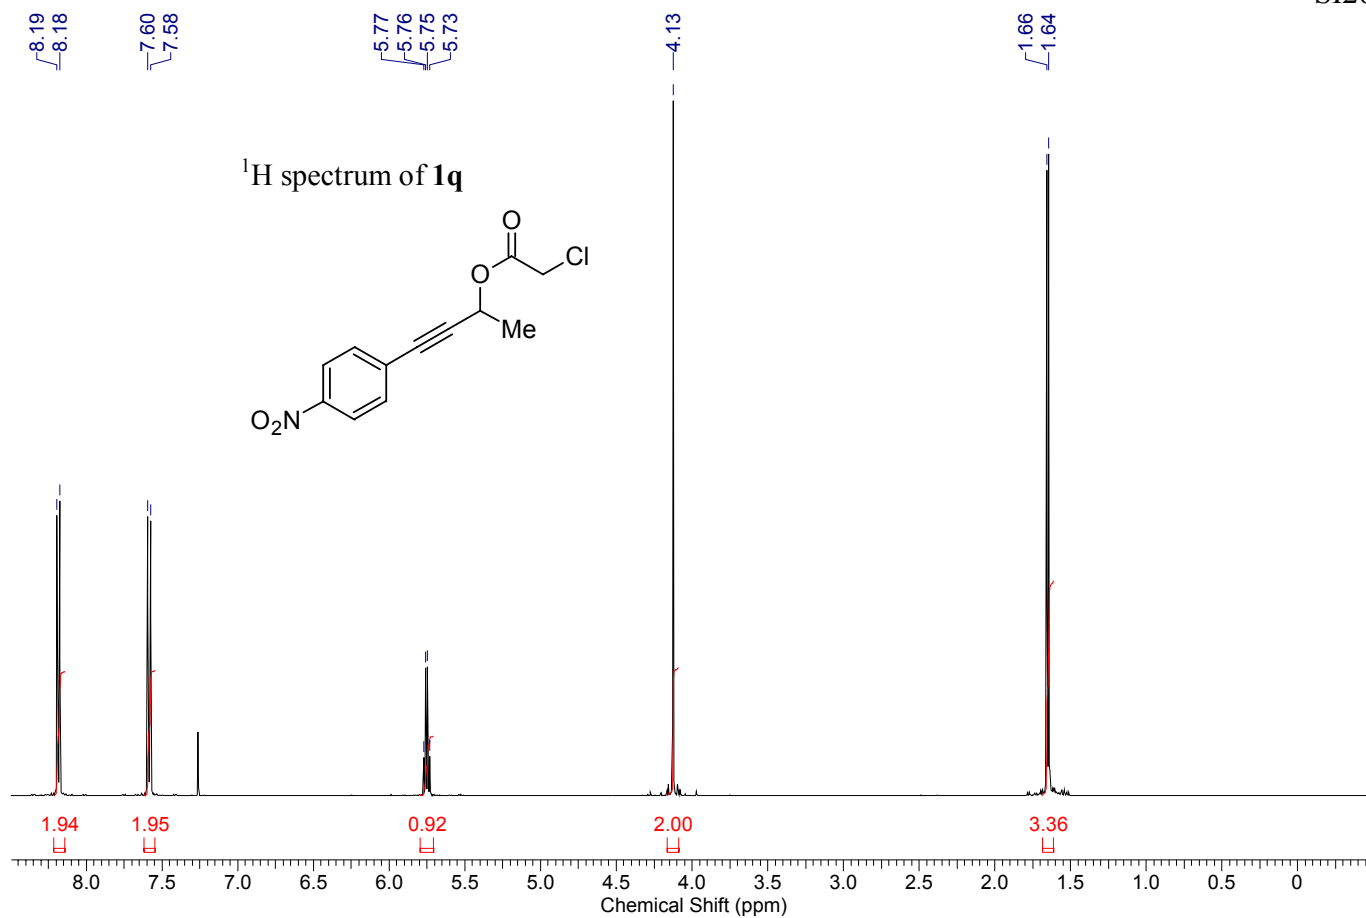 8.19
8.18
7.60
7.58
5.77
5.76
5.75
5.73
4.13
1.66
1.64
¹H spectrum of 1q
O
O
Cl
Me
O₂N
1.94 1.95 0.92 2.00 3.36
8.0 7.5 7.0 6.5 6.0 5.5 5.0 4.5 4.0 3.5 3.0 2.5 2.0 1.5 1.0 0.5 0
Chemical Shift (ppm)